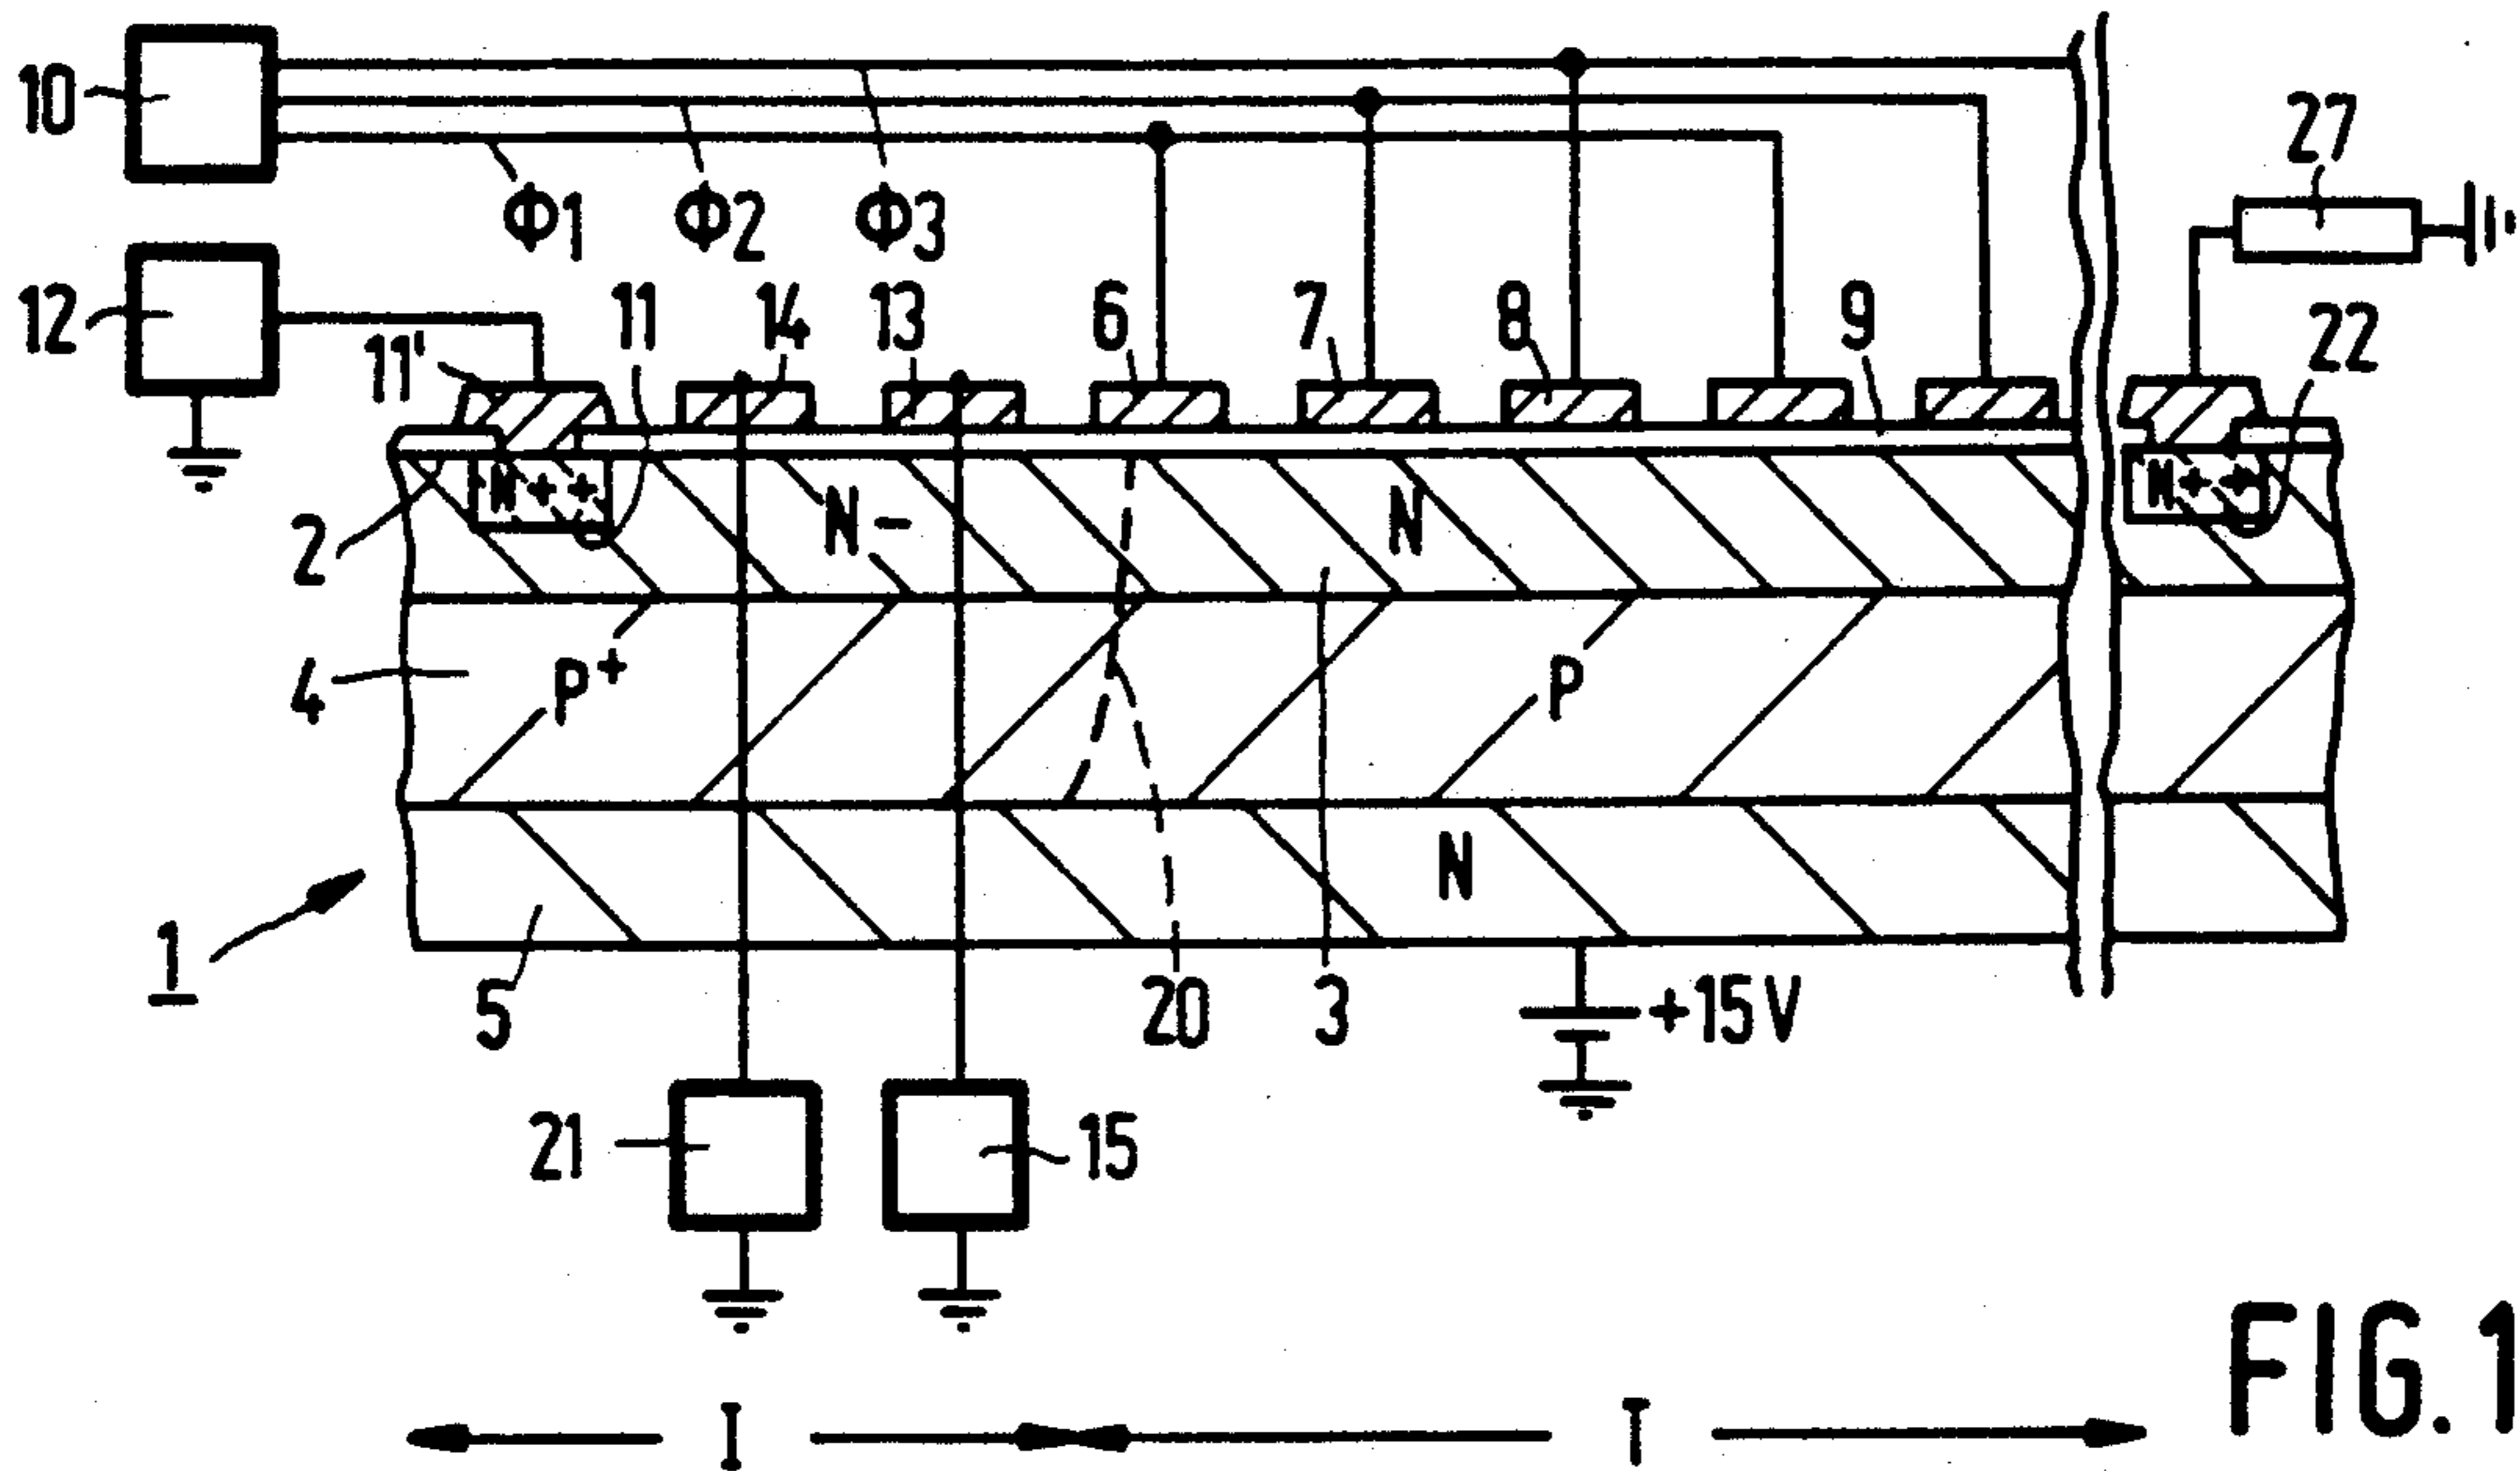 10
27
Φ1 Φ2 Φ3
12
11' 11 14 13 6 7 8 9 22
N++ N- N N++
2
4 P+ P
N
1
5 20 3 +15V
21 15
I T
FIG.1